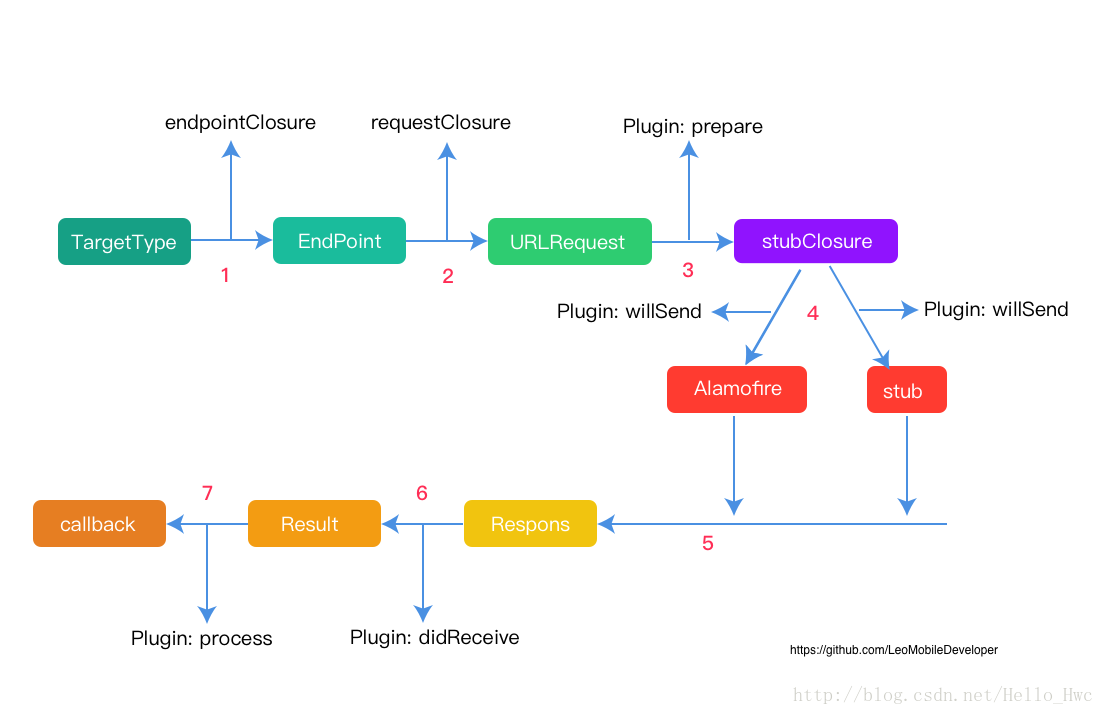 endpointClosure
requestClosure
Plugin: prepare
TargetType
EndPoint
URLRequest
stubClosure
1
2
3
Plugin: willSend
4
Plugin: willSend
Alamofire
stub
7
6
callback
Result
Respons
5
Plugin: process
Plugin: didReceive
https://github.com/LeoMobileDeveloper
http://blog.csdn.net/Hello_Hwc